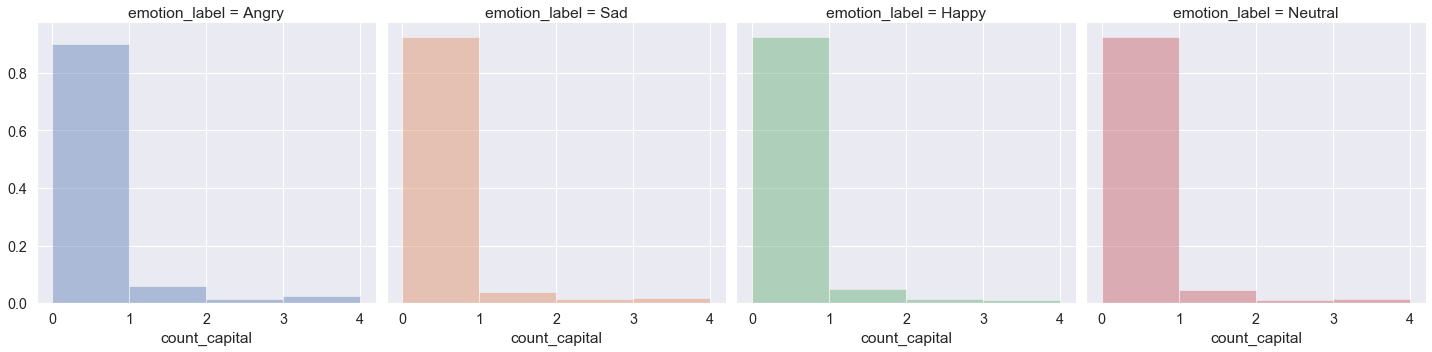 emotion_label = Angry
emotion_label = Sad
emotion_label = Happy
emotion_label = Neutral
0.8
0.6
0.4
0.2
0.0
0 1 2 3 4
0 1 2 3 4
0 1 2 3 4
0 1 2 3 4
count_capital
count_capital
count_capital
count_capital